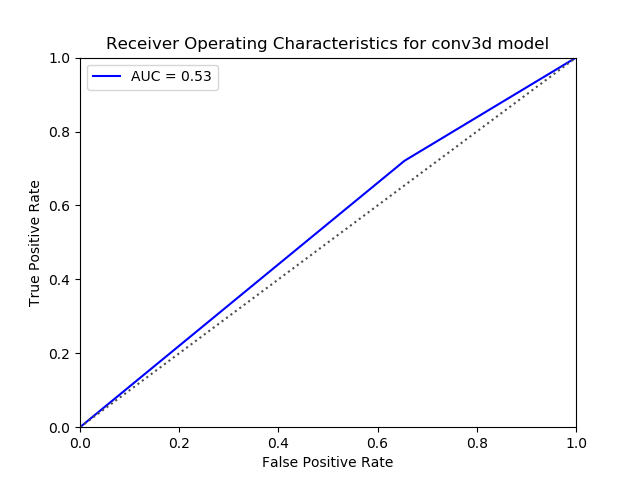 Receiver Operating Characteristics for conv3d model
AUC = 0.53
True Positive Rate
1.0
0.8
0.6
0.4
0.2
0.0
0.0 0.2 0.4 0.6 0.8 1.0
False Positive Rate